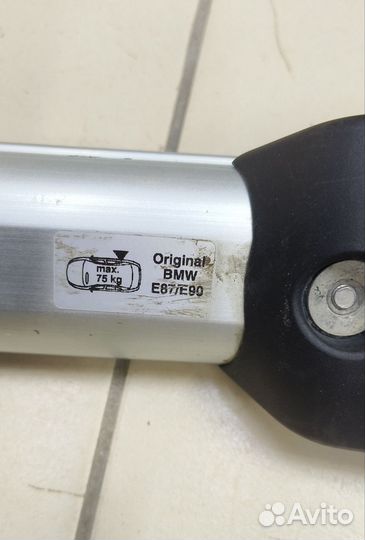 max.
75 kg
Original
BMW
E87/E90
Avito